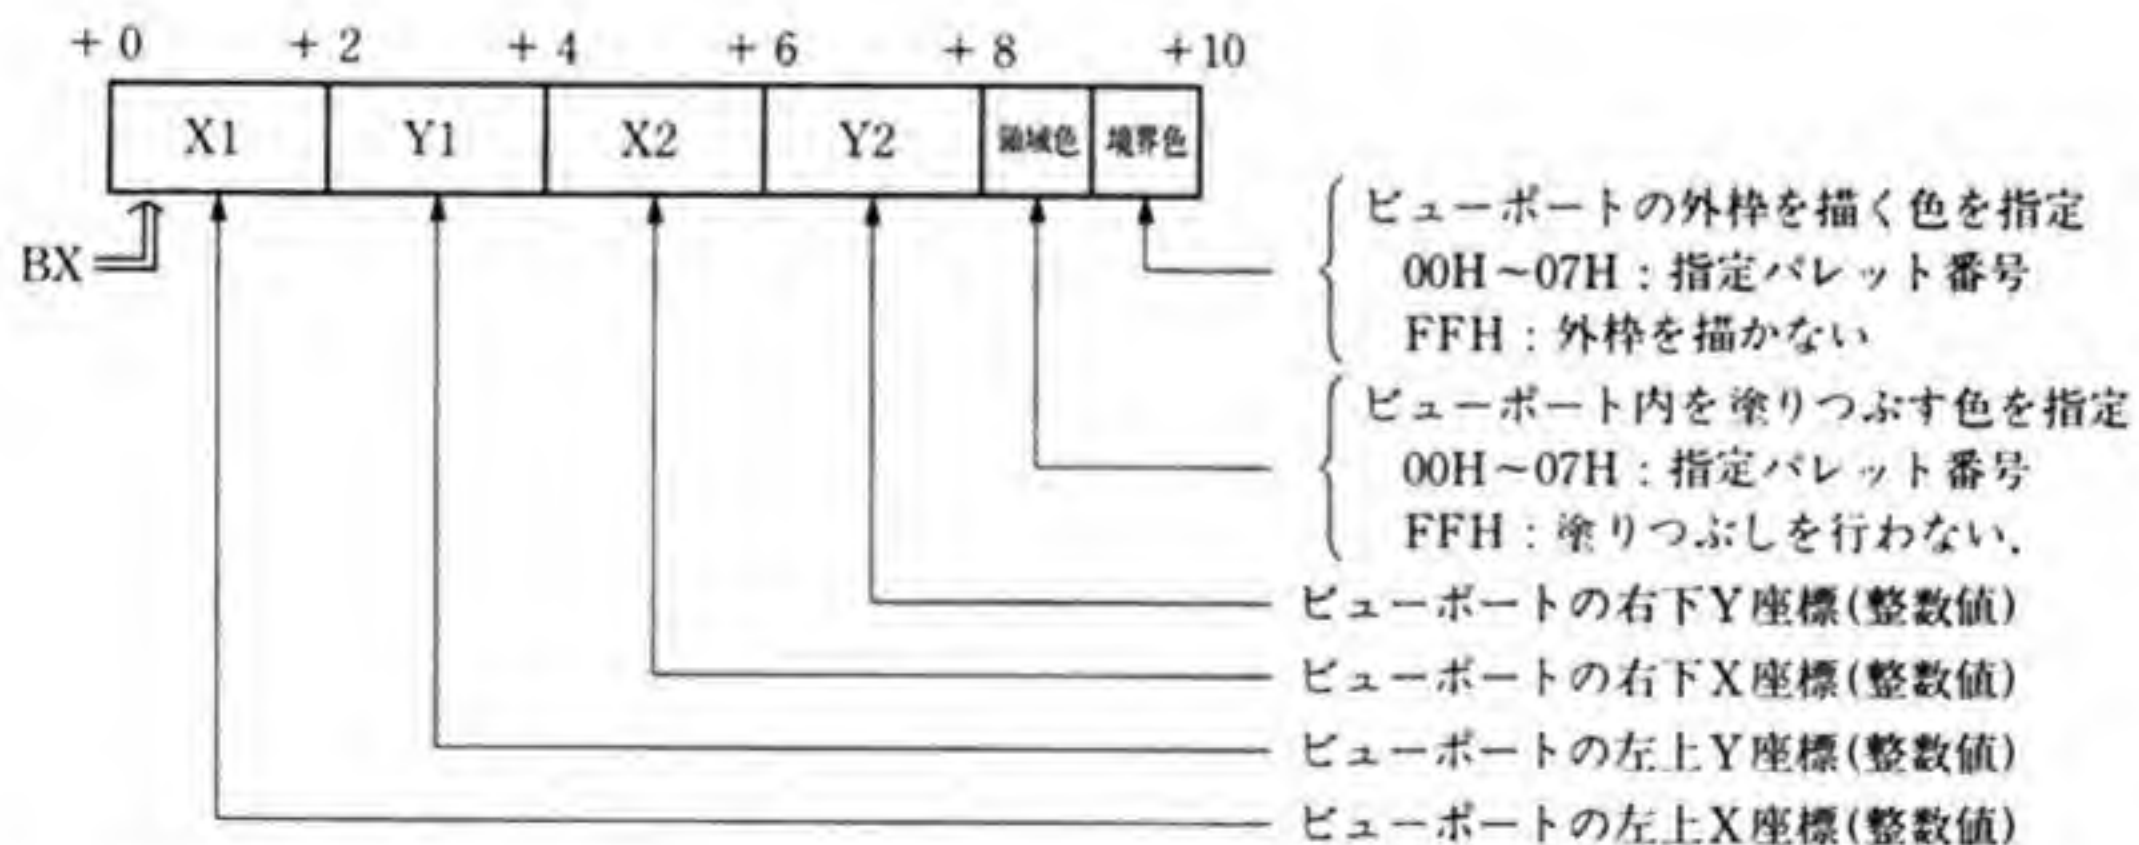 +0 +2 +4 +6 +8 +10
X1 Y1 X2 Y2 領域色 境界色
BX
ビューポートの外枠を描く色を指定
00H~07H:指定パレット番号
FFH:外枠を描かない
ビューポート内を塗りつぶす色を指定
00H~07H:指定パレット番号
FFH:塗りつぶしを行わない.
ビューポートの右下Y座標(整数値)
ビューポートの右下X座標(整数値)
ビューポートの左上Y座標(整数値)
ビューポートの左上X座標(整数値)